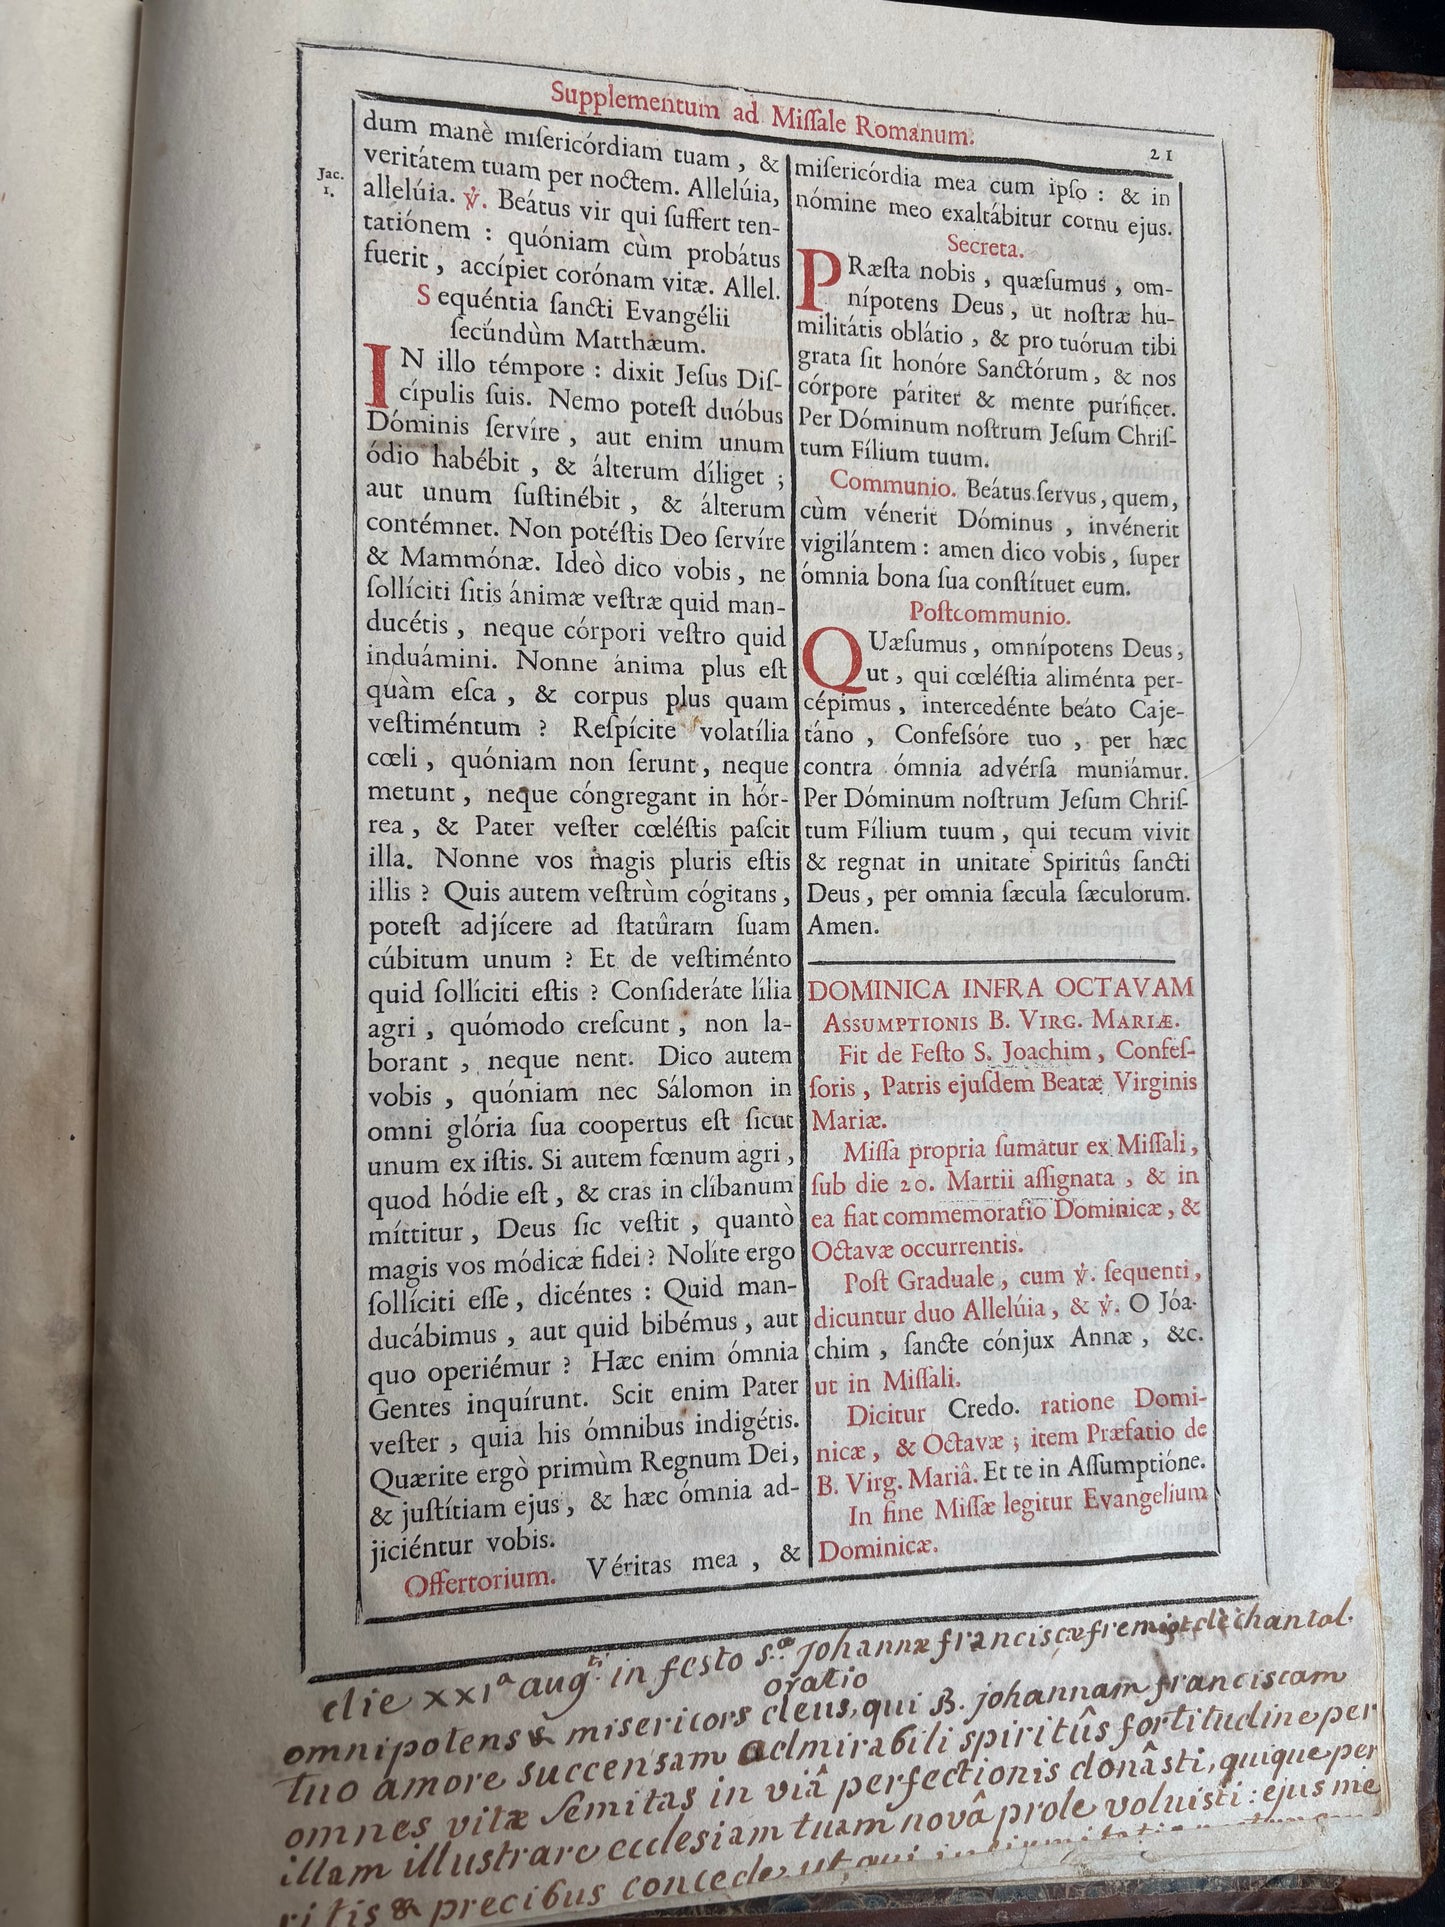 Supplementum ad Miſſale Romanum.
21
Jac.
1.
dum manè miſericórdiam tuam , &
veritátem tuam per noctem. Allelúia,
allelúia. ℣. Beátus vir qui ſuffert ten-
tatiónem : quóniam cùm probátus
fuerit , accípiet corónam vitæ. Allel.
Sequéntia ſancti Evangélii
ſecúndùm Matthæum.
IN illo témpore : dixit Jeſus Diſ-
cípulis ſuis. Nemo poteſt duóbus
Dóminis ſervíre , aut enim unum
ódio habébit , & álterum díliget ;
aut unum ſuſtinébit , & álterum
contémnet. Non potéſtis Deo ſervíre
& Mammónæ. Ideò dico vobis , ne
ſollíciti ſitis ánimæ veſtræ quid man-
ducétis , neque córpori veſtro quid
induámini. Nonne ánima plus eſt
quàm eſca , & corpus plus quam
veſtiméntum ? Reſpícite volatília
cœli , quóniam non ſerunt , neque
metunt , neque cóngregant in hór-
rea , & Pater veſter cœléſtis paſcit
illa. Nonne vos magis pluris eſtis
illis ? Quis autem veſtrùm cógitans ,
poteſt adjícere ad ſtatûram ſuam
cúbitum unum ? Et de veſtiménto
quid ſollíciti eſtis ? Conſideráte lília
agri , quómodo creſcunt , non la-
borant , neque nent. Dico autem
vobis , quóniam nec Sálomon in
omni glória ſua coopertus eſt ſicut
unum ex iſtis. Si autem fœnum agri ,
quod hódie eſt , & cras in clíbanum
míttitur , Deus ſic veſtit , quantò
magis vos módicæ fidei ? Nolíte ergo
ſollíciti eſſe , dicéntes : Quid man-
ducábimus , aut quid bibémus , aut
quo operiémur ? Hæc enim ómnia
Gentes inquírunt. Scit enim Pater
veſter , quia his ómnibus indigétis.
Quærite ergò primùm Regnum Dei ,
& juſtítiam ejus , & hæc ómnia ad-
jiciéntur vobis.
Offertorium. Véritas mea , &
miſericórdia mea cum ipſo : & in
nómine meo exaltábitur cornu ejus.
Secreta.
PRæſta nobis , quæſumus , om-
nípotens Deus , ut noſtræ hu-
militátis oblátio , & pro tuórum tibi
grata ſit honóre Sanctórum , & nos
córpore páriter & mente puríficet.
Per Dóminum noſtrum Jeſum Chriſ-
tum Fílium tuum.
Communio. Beátus ſervus , quem ,
cùm vénerit Dóminus , invénerit
vigilántem : amen dico vobis , ſuper
ómnia bona ſua conſtítuet eum.
Poſtcommunio.
QUæſumus , omnípotens Deus ,
ut , qui cœléſtia aliménta per-
cépimus , intercedénte beáto Caje-
táno , Confeſsóre tuo , per hæc
contra ómnia advérſa muniámur.
Per Dóminum noſtrum Jeſum Chriſ-
tum Fílium tuum , qui tecum vivit
& regnat in unitate Spiritûs ſancti
Deus , per omnia ſæcula ſæculorum.
Amen.
DOMINICA INFRA OCTAVAM
Assumptionis B. Virg. Mariæ.
Fit de Feſto S. Joachim , Confeſ-
ſoris , Patris ejuſdem Beatæ Virginis
Mariæ.
Miſſa propria ſumatur ex Miſſali ,
ſub die 20. Martii aſſignata , & in
ea fiat commemoratio Dominicæ , &
Octavæ occurrentis.
Poſt Graduale , cum ℣. ſequenti ,
dicuntur duo Allelúia , & ℣. O Jóa-
chim , ſancte cónjux Annæ , &c.
ut in Miſſali.
Dicitur Credo. ratione Domi-
nicæ , & Octavæ ; item Præfatio de
B. Virg. Mariâ. Et te in Aſſumptióne.
In fine Miſſæ legitur Evangelium
Dominicæ.
die XXIª augti in festo sæ Johannæ franciscæ fremiot de chantal.
oratio
omnipotens & misericors deus, qui B. johannam franciscam
tuo amore succensam admirabili spiritûs fortitudine per
omnes vitæ semitas in viâ perfectionis donâsti, quique per
illam illustrare ecclesiam tuam novâ prole voluisti : ejus me
ritis & precibus concede, ut, qui